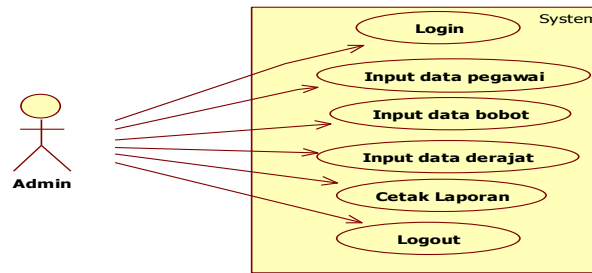 System
Login
Input data pegawai
Input data bobot
Input data derajat
Admin
Cetak Laporan
Logout